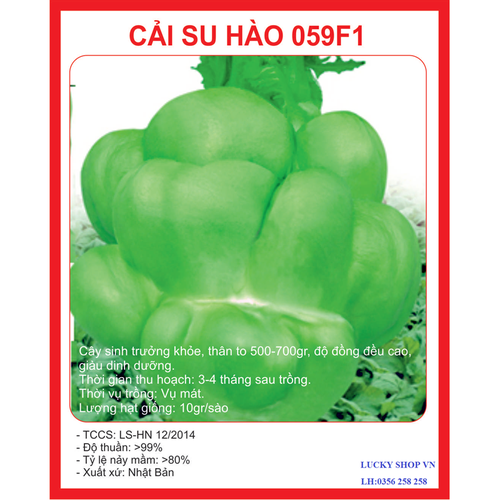 CẢI SU HÀO 059F1
Cây sinh trưởng khỏe, thân to 500-700gr, độ đồng đều cao,
giàu dinh dưỡng.
Thời gian thu hoạch: 3-4 tháng sau trồng.
Thời vụ trồng: Vụ mát.
Lượng hạt giống: 10gr/sào
- TCCS: LS-HN 12/2014
- Độ thuần: >99%
- Tỷ lệ nảy mầm: >80%
- Xuất xứ: Nhật Bản
LUCKY SHOP VN
LH:0356 258 258